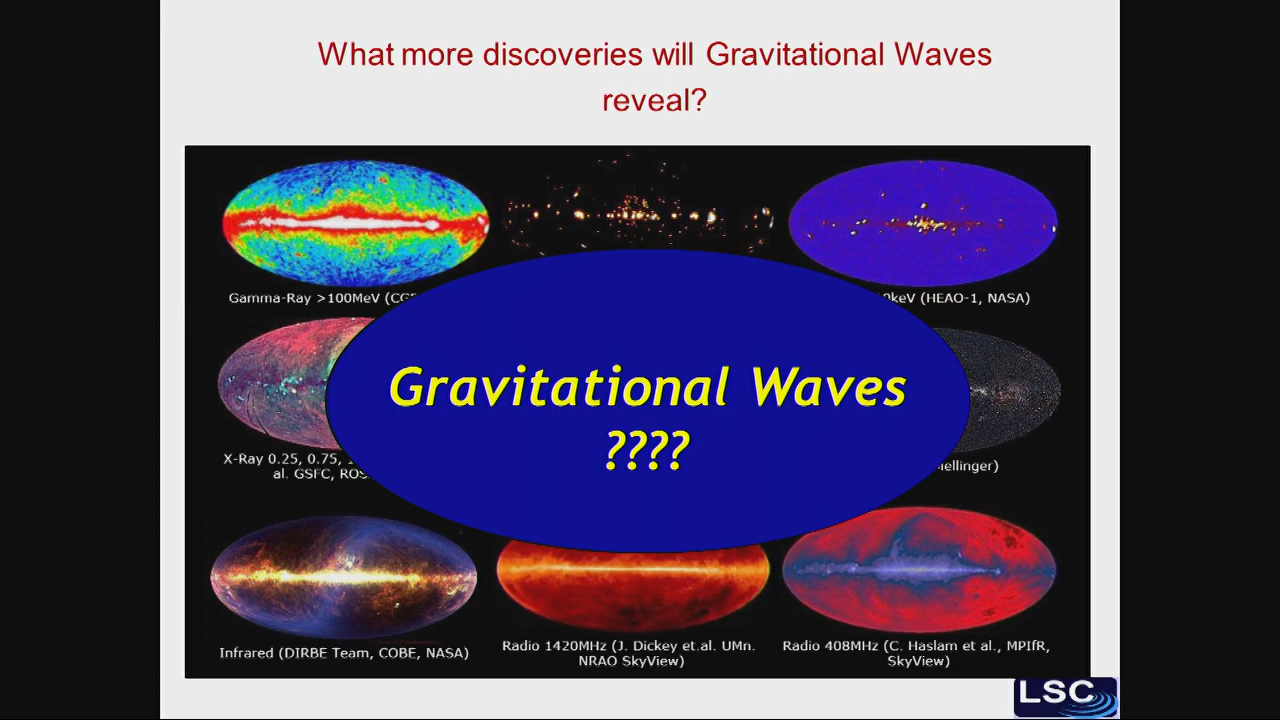 What more discoveries will Gravitational Waves
reveal?
Gamma-Ray >100MeV
keV (HEAO-1, NASA)
Gravitational Waves
????
X-Ray 0.25, 0.75,
al. GSFC,
Infrared (DIRBE Team, COBE, NASA)
Radio 1420MHz (J. Dickey et.al. UMn.
NRAO SkyView)
Radio 408MHz (C. Haslam et al., MPIfR,
SkyView)
LSC